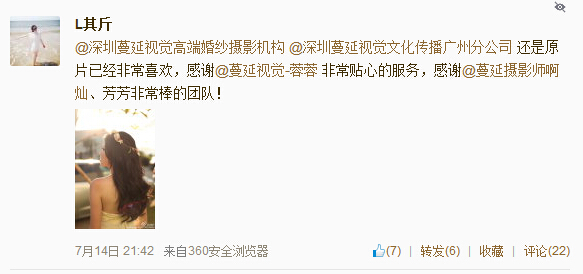 L其斤
@深圳蔓延视觉高端婚纱摄影机构 @深圳蔓延视觉文化传播广州分公司 还是原
片已经非常喜欢，感谢@蔓延视觉-蓉蓉 非常贴心的服务，感谢@蔓延摄影师啊
灿、芳芳非常棒的团队！
7月14日 21:42 来自360安全浏览器 (7) | 转发(6) | 收藏 | 评论(22)